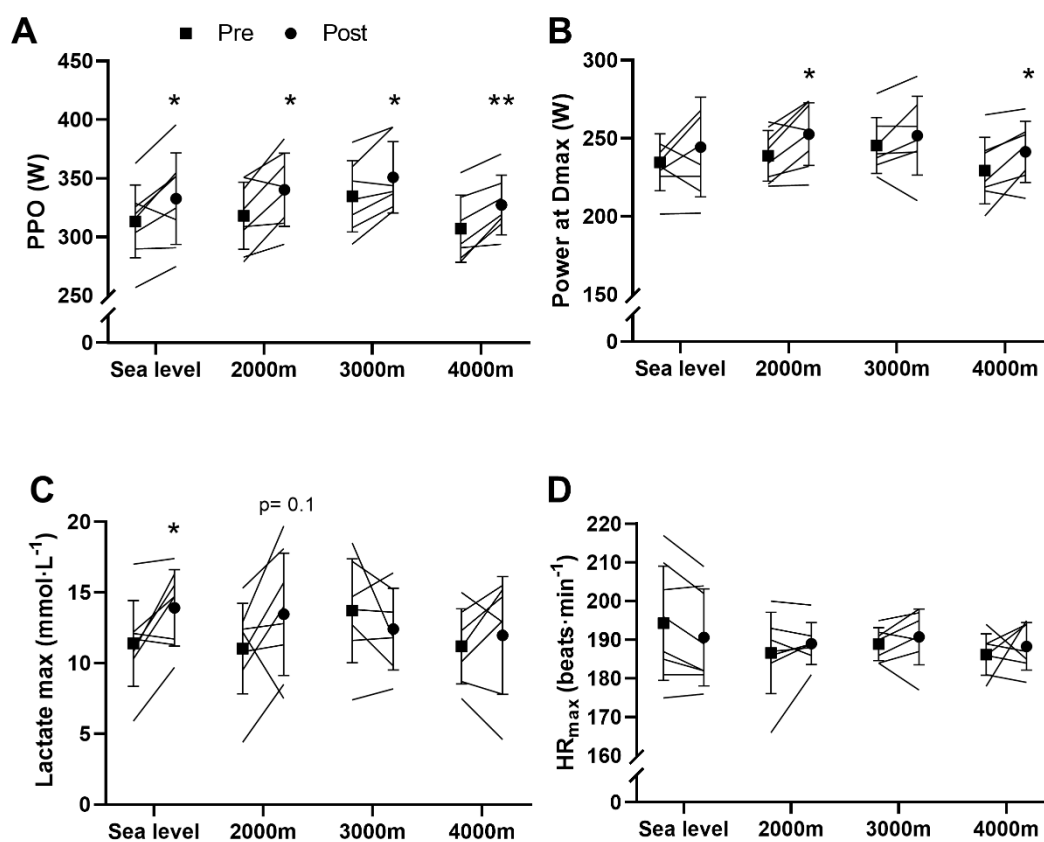 A
■ Pre ● Post
PPO (W)
450
400
350
300
250
0
* * * **
Sea level 2000m 3000m 4000m
B
Power at Dmax (W)
300
250
200
150
0
* *
Sea level 2000m 3000m 4000m
C
Lactate max (mmol·L⁻¹)
20
15
10
5
0
* p= 0.1
Sea level 2000m 3000m 4000m
D
HRmax (beats·min⁻¹)
220
210
200
190
180
170
160
0
Sea level 2000m 3000m 4000m